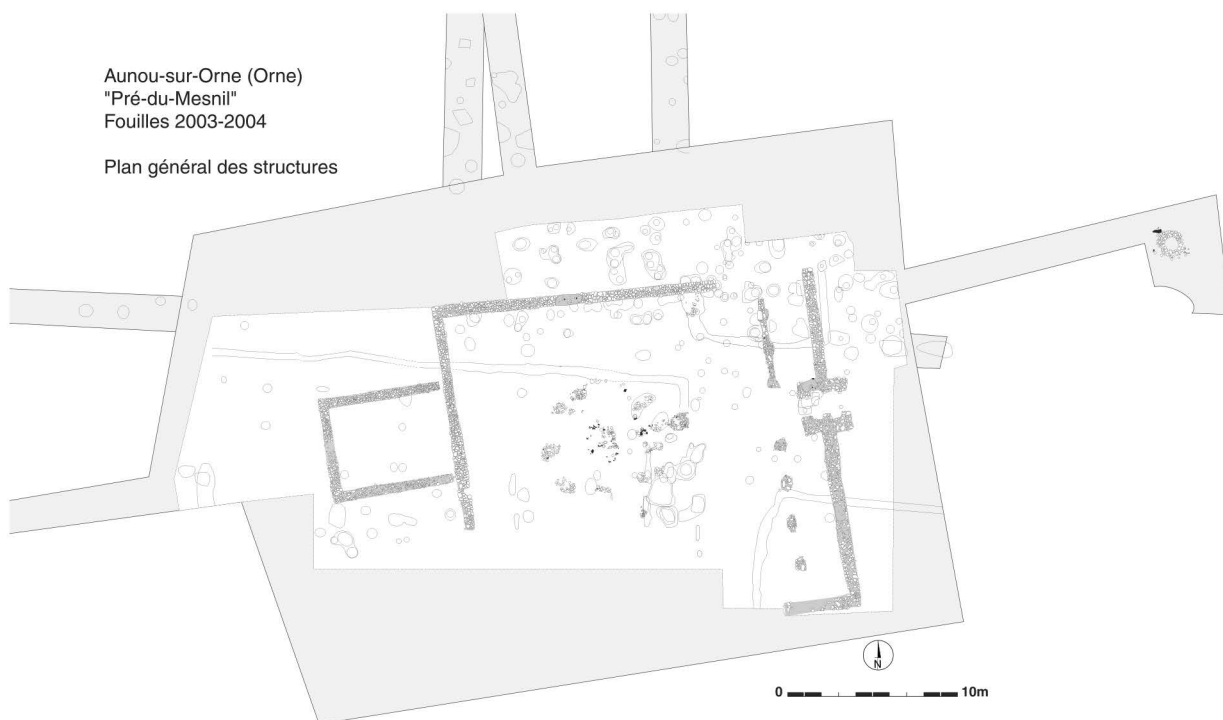 Aunou-sur-Orne (Orne)
"Pré-du-Mesnil"
Fouilles 2003-2004
Plan général des structures
N
0 10m